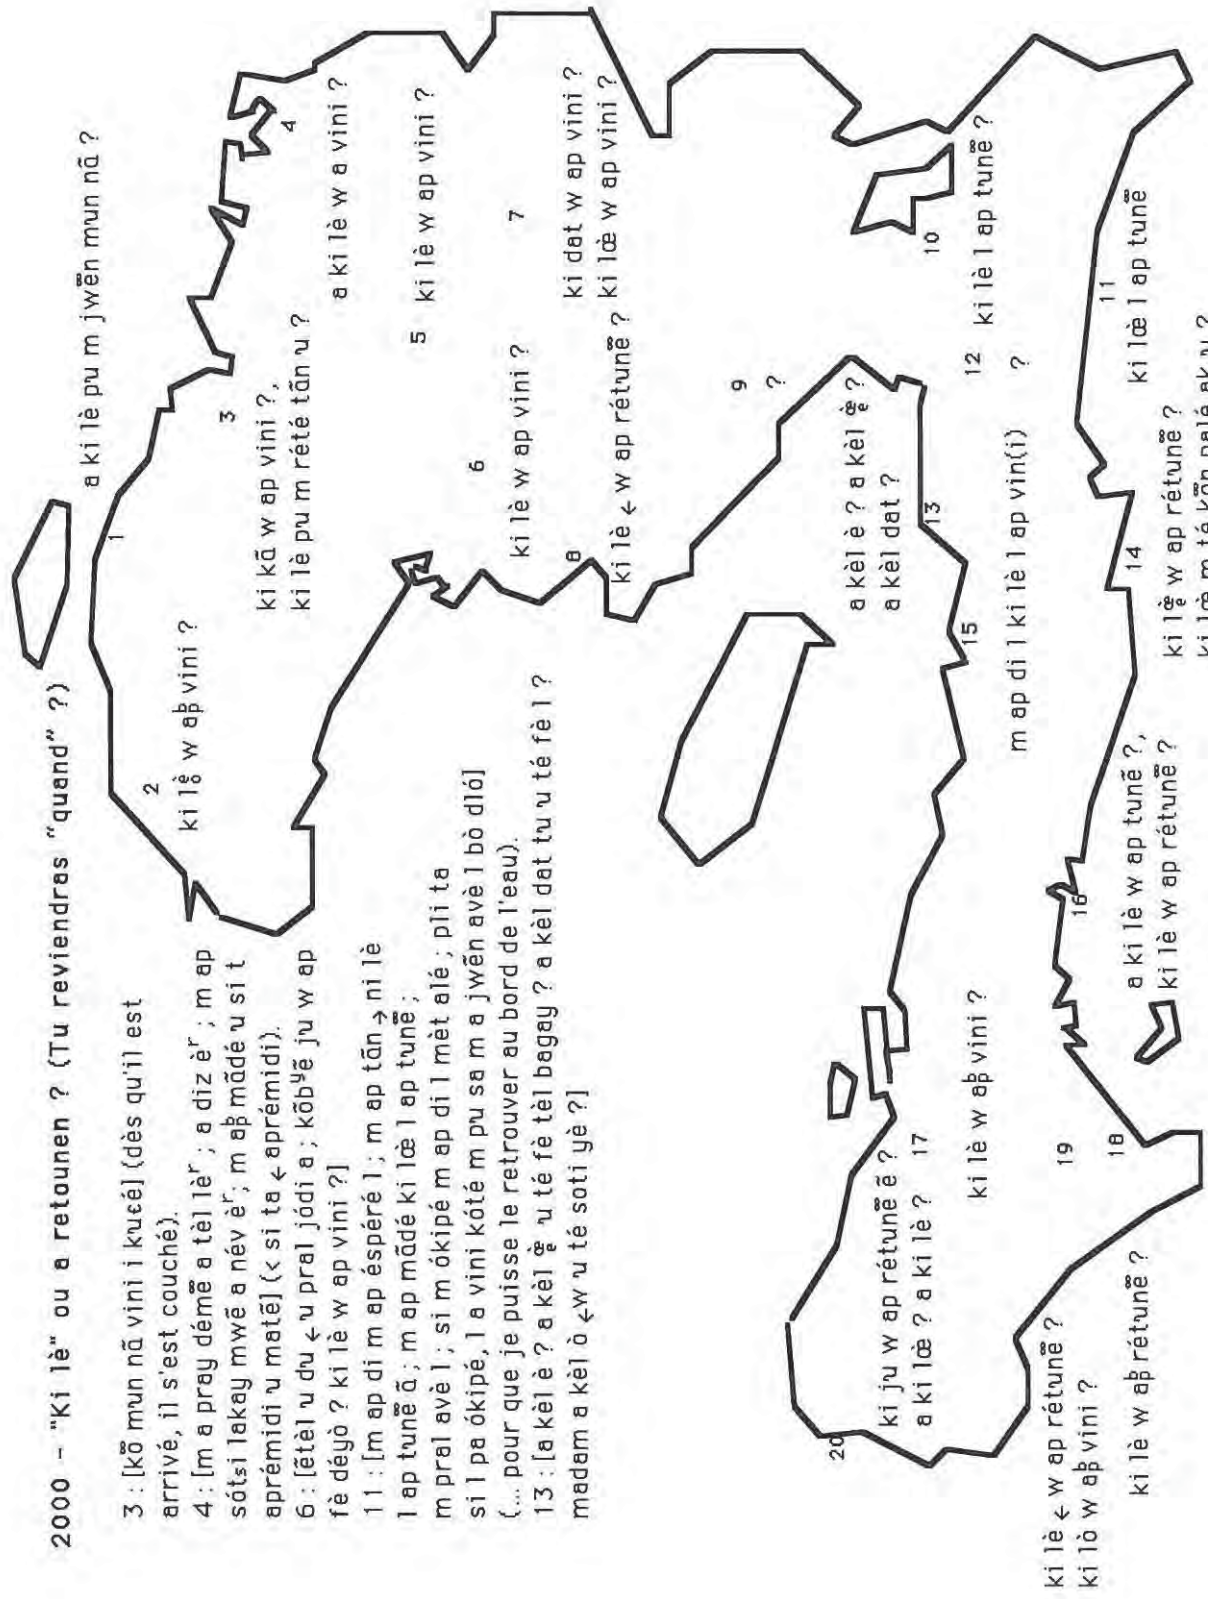 2000 - "Ki lè" ou a retounen ? (Tu reviendras "quand" ?)
3 : [kõ mun nã vini i kuɛ́] (dès qu'il est
arrivé, il s'est couché).
4 : [m a pray démẽ a tèl lèʳ ; a diz èʳ ; m ap
sótsi lakay mwẽ a név èʳ ; m ap mãdé u si t
aprémidi u matẽ] (< si ta ← aprémidi).
6 : [ẽtèl u du ← u pral jódi a ; kõbʸẽ ju w ap
fè déyò ? ki lè w ap vini ?]
11 : [m ap di m ap éspéré l ; m ap tãn → ni lè
l ap tunẽ ã ; m ap mãdé ki lœ̀ l ap tunẽ ;
m pral avè l ; si m ókipé m ap di l mèt alé ; pli ta
si l pa ókipé, l a vini kóté m pu sa m a jwẽn avè l bò dló]
(... pour que je puisse le retrouver au bord de l'eau).
13 : [a kèl è ? a kèl œ̀ u té fè tèl bagay ? a kèl dat tu u té fè l ?
madam a kèl ò ← w u té soti yè ?]
a ki lè pu m jwẽn mun nã ?
1
2
ki lè w ap vini ?
3
ki kã w ap vini ?,
ki lè pu m rété tãn u ?
4
a ki lè w a vini ?
5
ki lè w ap vini ?
6
ki lè w ap vini ?
7
ki dat w ap vini ?
ki lœ̀ w ap vini ?
8
ki lè ← w ap rétunẽ ?
9
?
10
ki lè l ap tunẽ ?
11
ki lœ̀ l ap tunẽ
12
?
m ap di l ki lè l ap vin(i)
13
a kèl è ? a kèl œ̀ ?
a kèl dat ?
14
ki lœ̀ w ap rétunẽ ?
ki lœ̀ m té kõn palé ak u ?
15
16
a ki lè w ap tunẽ ?,
ki lè w ap rétunẽ ?
17
ki lè w ap vini ?
18
19
ki lè w ap rétunẽ ?
20
ki ju w ap rétunẽ ẽ ?
a ki lœ̀ ? a ki lè ?
ki lè ← w ap rétunẽ ?
ki lò w ap vini ?